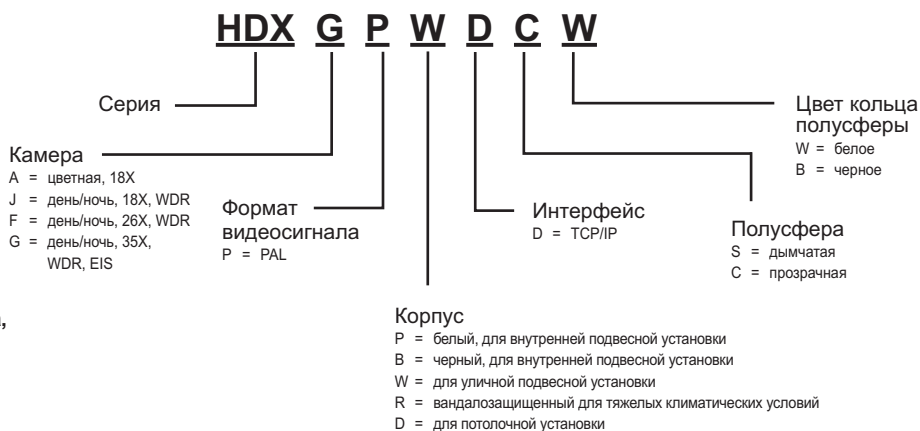 HDX G P W D C W
Серия
Камера
A = цветная, 18X
J = день/ночь, 18X, WDR
F = день/ночь, 26X, WDR
G = день/ночь, 35X,
WDR, EIS
Формат
видеосигнала
P = PAL
Корпус
P = белый, для внутренней подвесной установки
B = черный, для внутренней подвесной установки
W = для уличной подвесной установки
R = вандалозащищенный для тяжелых климатических условий
D = для потолочной установки
Интерфейс
D = TCP/IP
Полусфера
S = дымчатая
C = прозрачная
Цвет кольца
полусферы
W = белое
B = черное